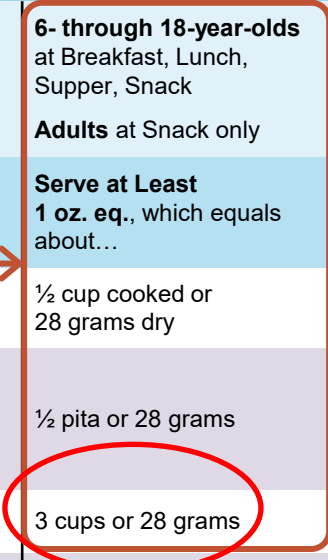 6- through 18-year-olds
at Breakfast, Lunch,
Supper, Snack
Adults at Snack only
Serve at Least
1 oz. eq., which equals
about…
½ cup cooked or
28 grams dry
½ pita or 28 grams
3 cups or 28 grams